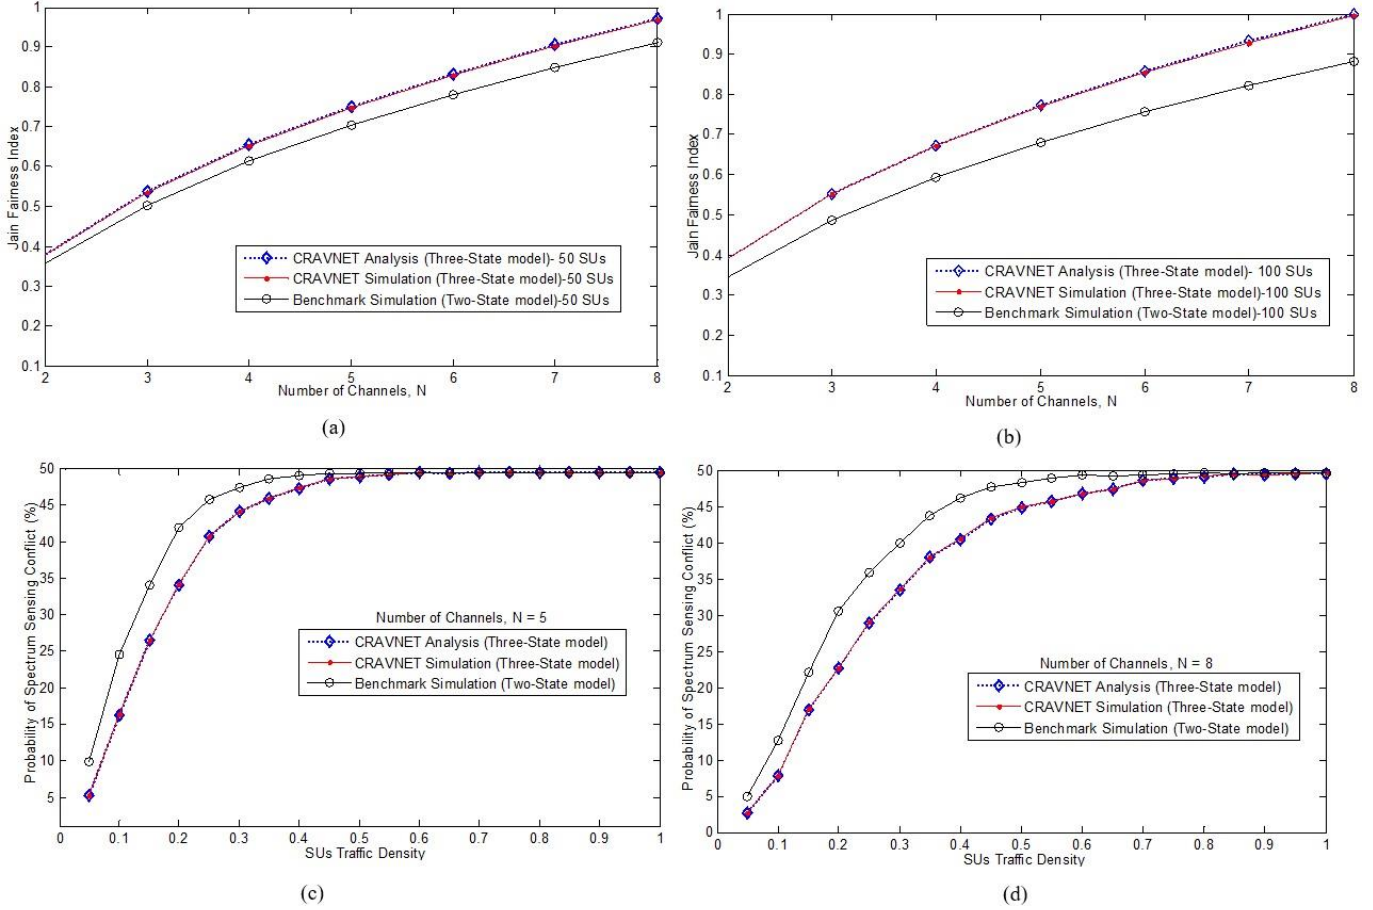 1
0.9
0.8
0.7
0.6
0.5
0.4
0.3
0.2
0.1
Jain Fairness Index
CRAVNET Analysis (Three-State model)- 50 SUs
CRAVNET Simulation (Three-State model)-50 SUs
Benchmark Simulation (Two-State model)-50 SUs
2 3 4 5 6 7 8
Number of Channels, N
(a)
1
0.9
0.8
0.7
0.6
0.5
0.4
0.3
0.2
0.1
Jain Fairness Index
CRAVNET Analysis (Three-State model)- 100 SUs
CRAVNET Simulation (Three-State model)-100 SUs
Benchmark Simulation (Two-State model)-100 SUs
2 3 4 5 6 7 8
Number of Channels, N
(b)
50
45
40
35
30
25
20
15
10
5
Probability of Spectrum Sensing Conflict (%)
Number of Channels, N = 5
CRAVNET Analysis (Three-State model)
CRAVNET Simulation (Three-State model)
Benchmark Simulation (Two-State model)
0 0.1 0.2 0.3 0.4 0.5 0.6 0.7 0.8 0.9 1
SUs Traffic Density
(c)
50
45
40
35
30
25
20
15
10
5
0
Probability of Spectrum Sensing Conflict (%)
Number of Channels, N = 8
CRAVNET Analysis (Three-State model)
CRAVNET Simulation (Three-State model)
Benchmark Simulation (Two-State model)
0 0.1 0.2 0.3 0.4 0.5 0.6 0.7 0.8 0.9 1
SUs Traffic Density
(d)